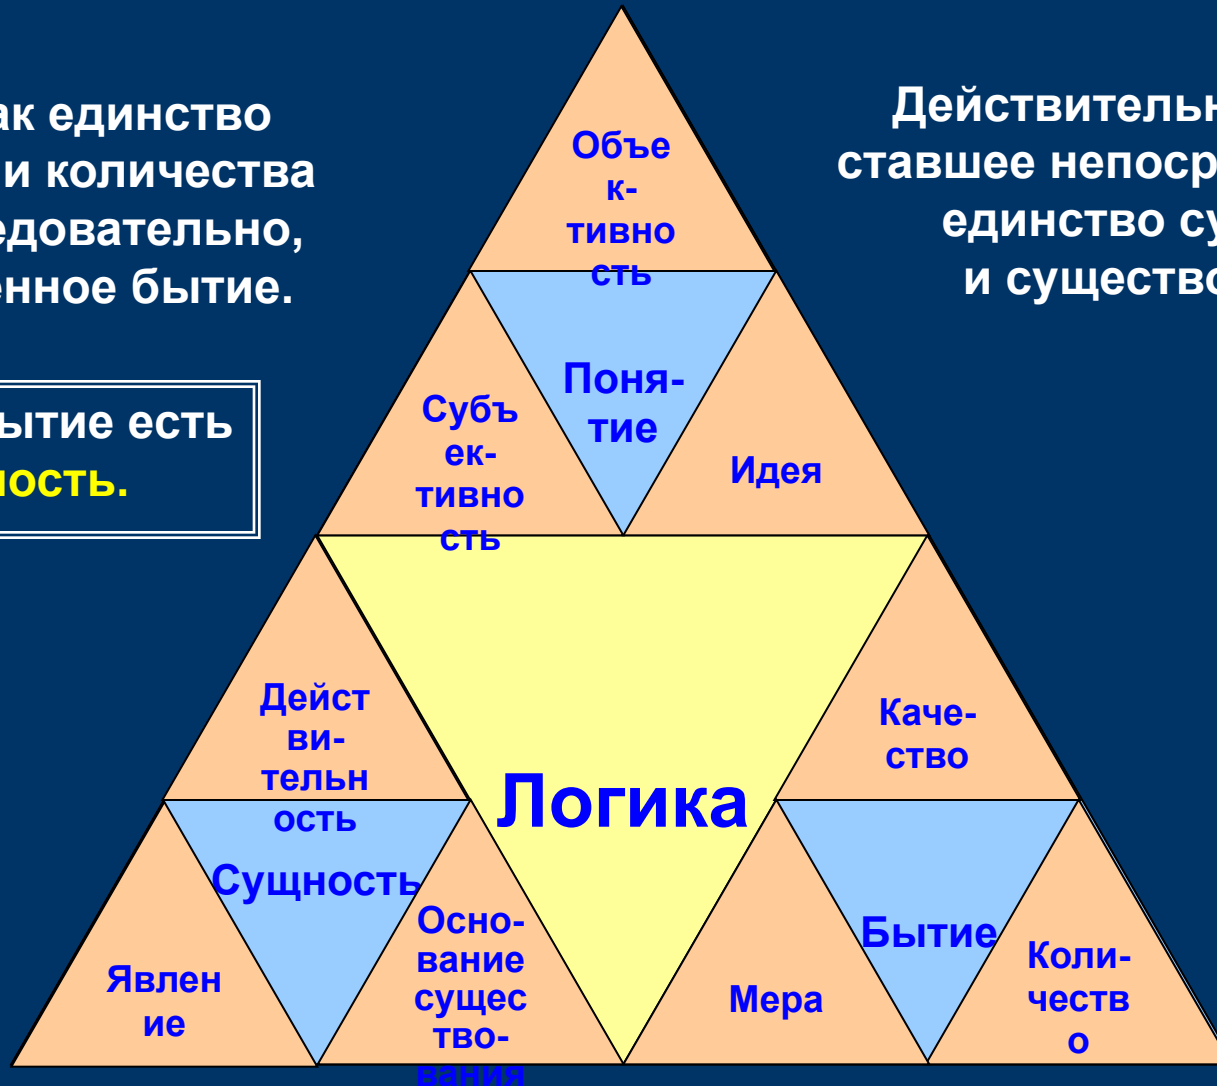 ак единство
и количества
едовательно,
енное бытие.
ытие есть
ность.
Действительн
ставшее непоср
единство су
и существо
Объе
к-
тивно
сть
Поня-
тие
Субъ
ек-
тивно
сть
Идея
Логика
Дейст
ви-
тельн
ость
Сущность
Явлен
ие
Осно-
вание
сущес
тво-
вания
Каче-
ство
Бытие
Мера
Коли-
честв
о